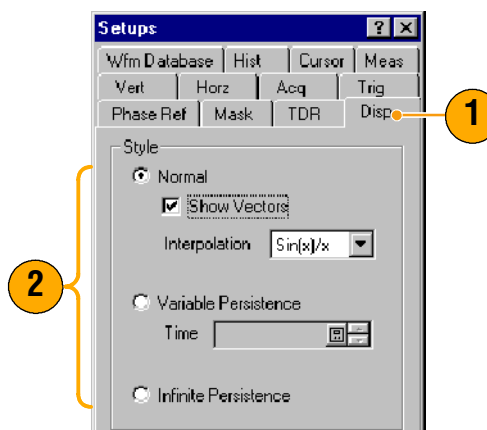 Setups
Wfm Database Hist Cursor Meas
Vert Horz Acq Trig
Phase Ref Mask TDR Disp
1
Style
Normal
Show Vectors
Interpolation Sin(x)/x
2
Variable Persistence
Time
Infinite Persistence